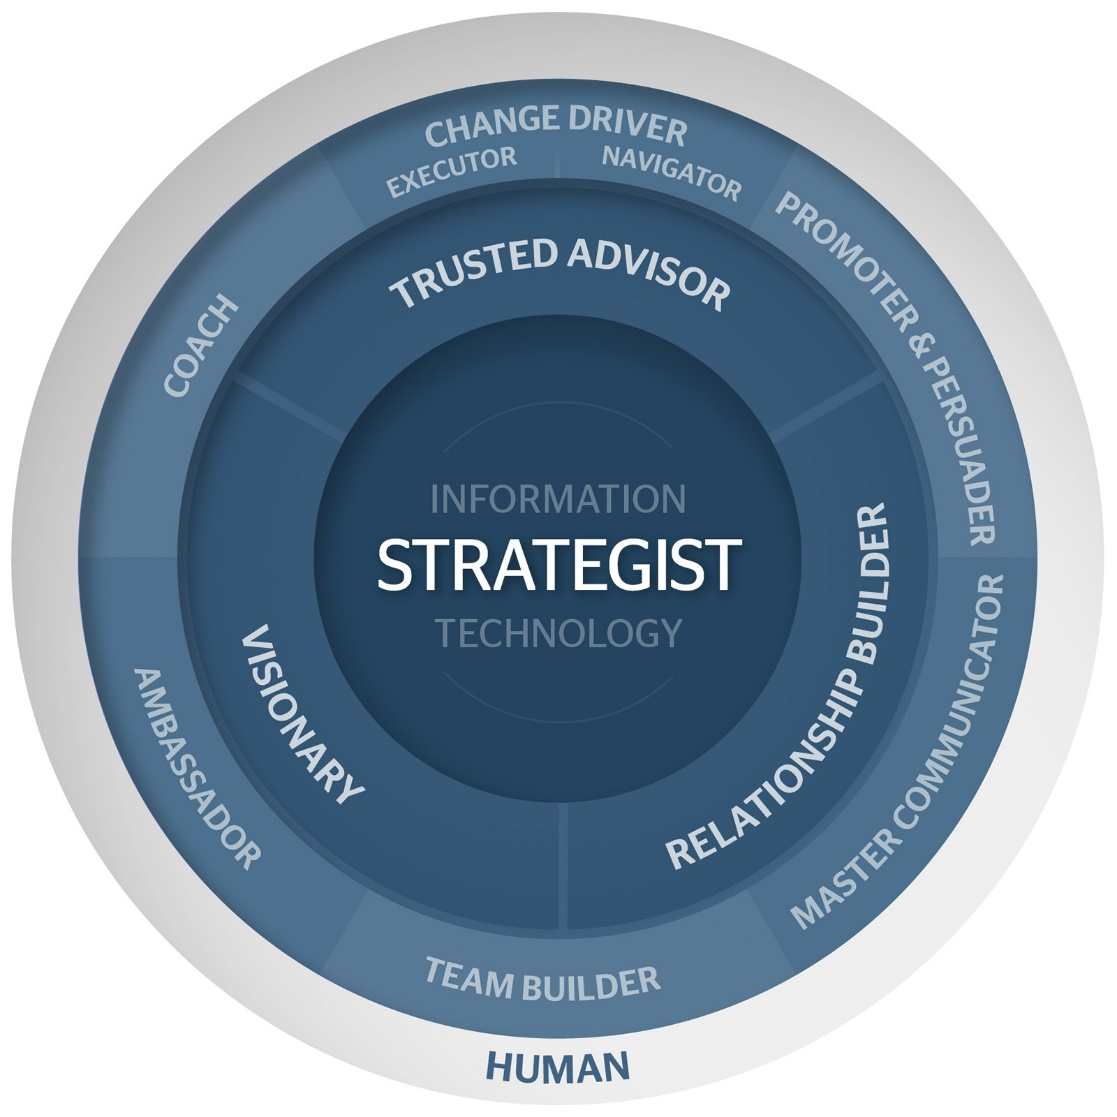 CHANGE DRIVER
EXECUTOR
NAVIGATOR
PROMOTER & PERSUADER
MASTER COMMUNICATOR
TEAM BUILDER
AMBASSADOR
COACH
TRUSTED ADVISOR
RELATIONSHIP BUILDER
VISIONARY
INFORMATION
STRATEGIST
TECHNOLOGY
HUMAN